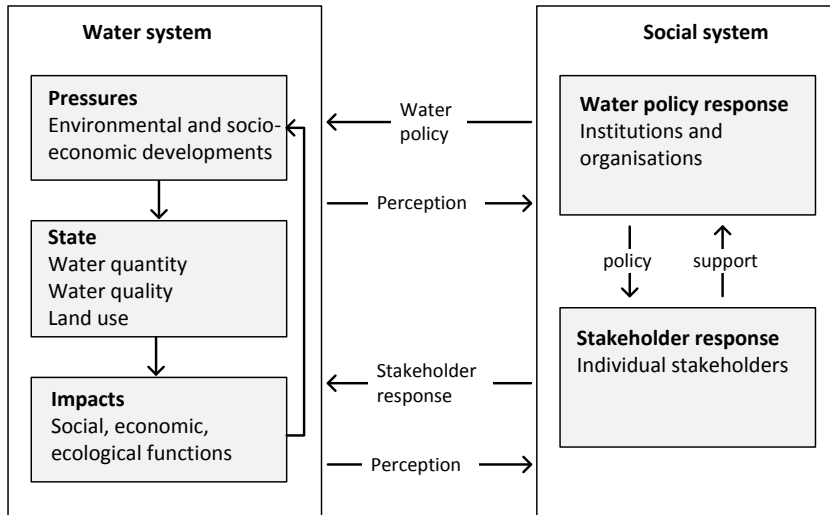 Water system
Pressures
Environmental and socio-
economic developments
State
Water quantity
Water quality
Land use
Impacts
Social, economic,
ecological functions
Water
policy
Perception
Stakeholder
response
Perception
Social system
Water policy response
Institutions and
organisations
policy
support
Stakeholder response
Individual stakeholders